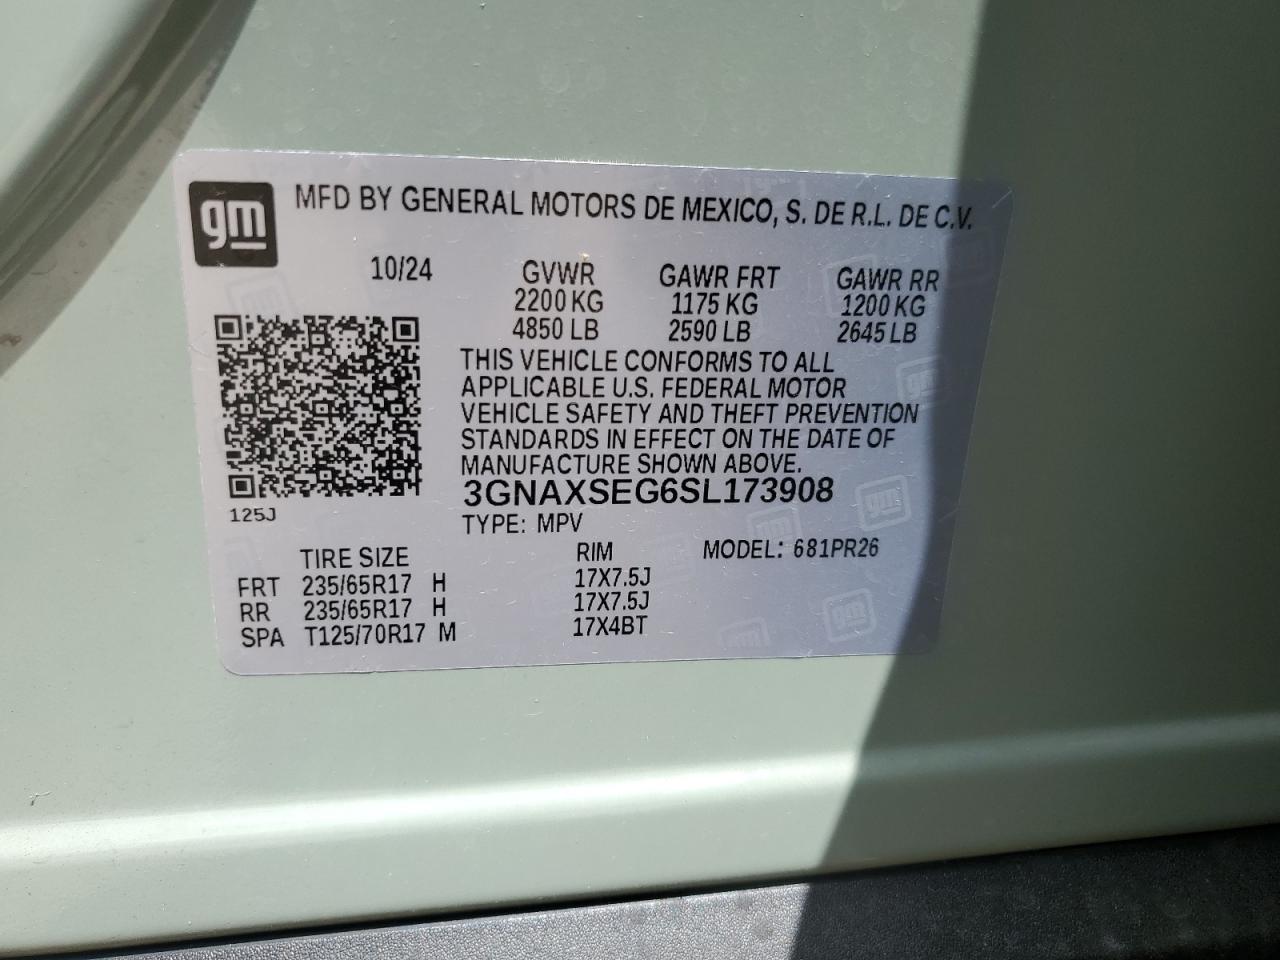 gm
MFD BY GENERAL MOTORS DE MEXICO, S. DE R.L. DE C.V.
10/24 GVWR GAWR FRT GAWR RR
2200 KG 1175 KG 1200 KG
4850 LB 2590 LB 2645 LB
THIS VEHICLE CONFORMS TO ALL
APPLICABLE U.S. FEDERAL MOTOR
VEHICLE SAFETY AND THEFT PREVENTION
STANDARDS IN EFFECT ON THE DATE OF
MANUFACTURE SHOWN ABOVE.
3GNAXSEG6SL173908
125J
TYPE: MPV
TIRE SIZE RIM MODEL: 681PR26
FRT 235/65R17 H 17X7.5J
RR 235/65R17 H 17X7.5J
SPA T125/70R17 M 17X4BT